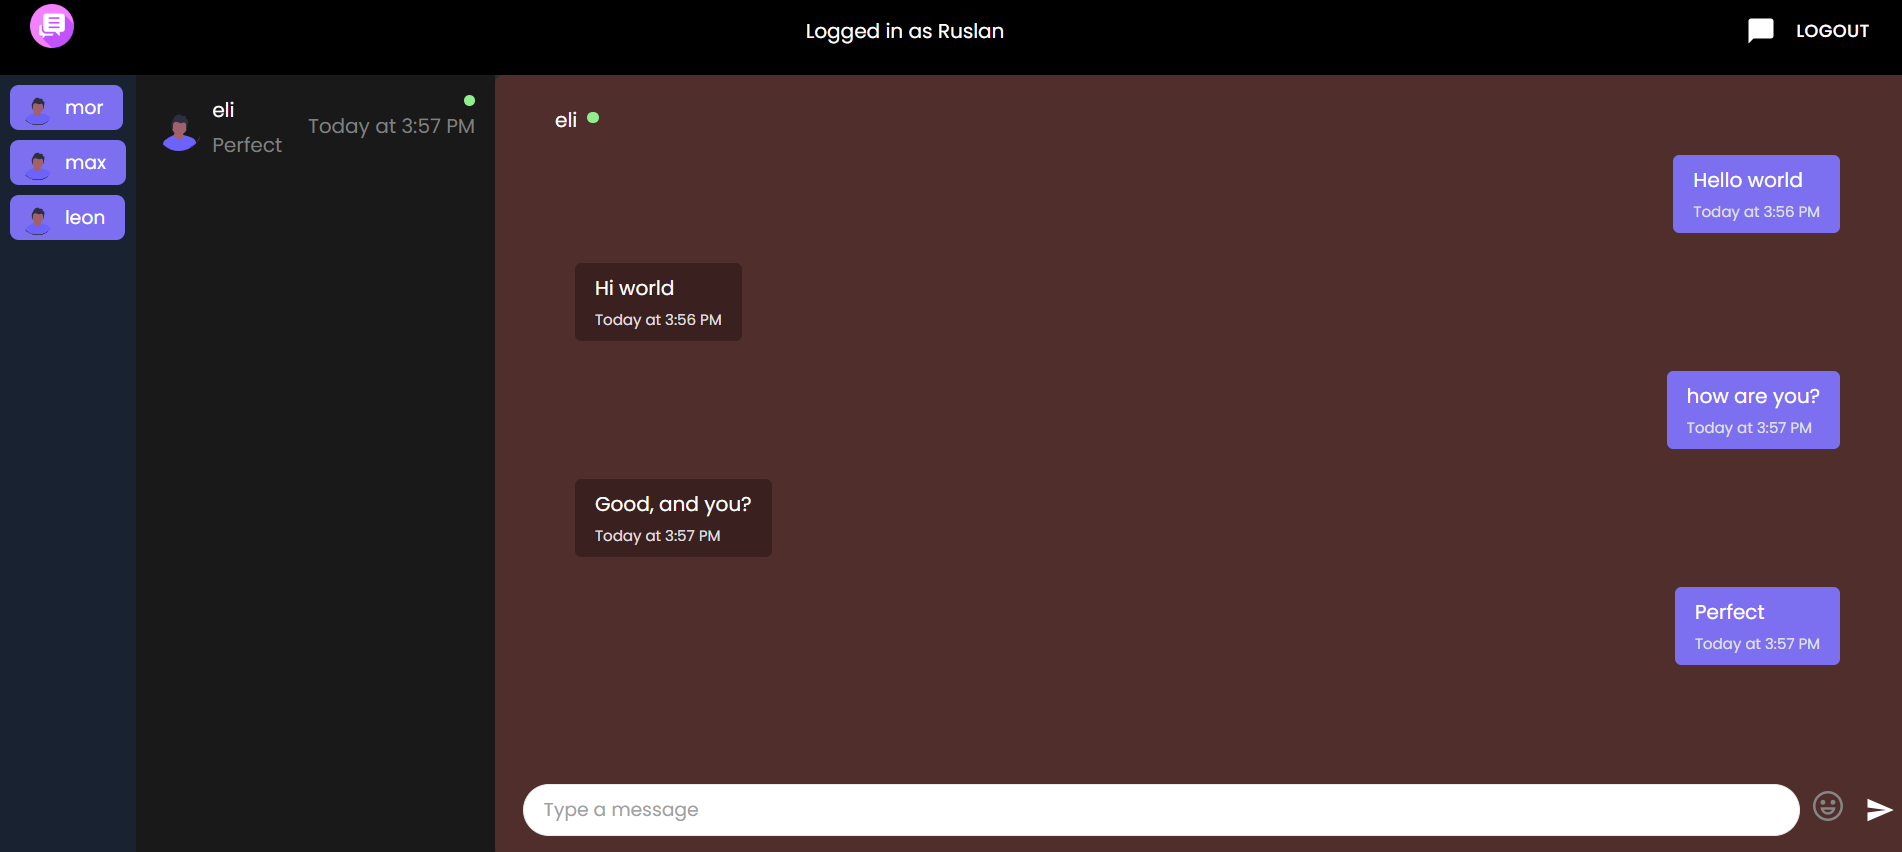 Logged in as Ruslan
LOGOUT
mor
max
leon
eli
Perfect
Today at 3:57 PM
eli
Hello world
Today at 3:56 PM
Hi world
Today at 3:56 PM
how are you?
Today at 3:57 PM
Good, and you?
Today at 3:57 PM
Perfect
Today at 3:57 PM
Type a message